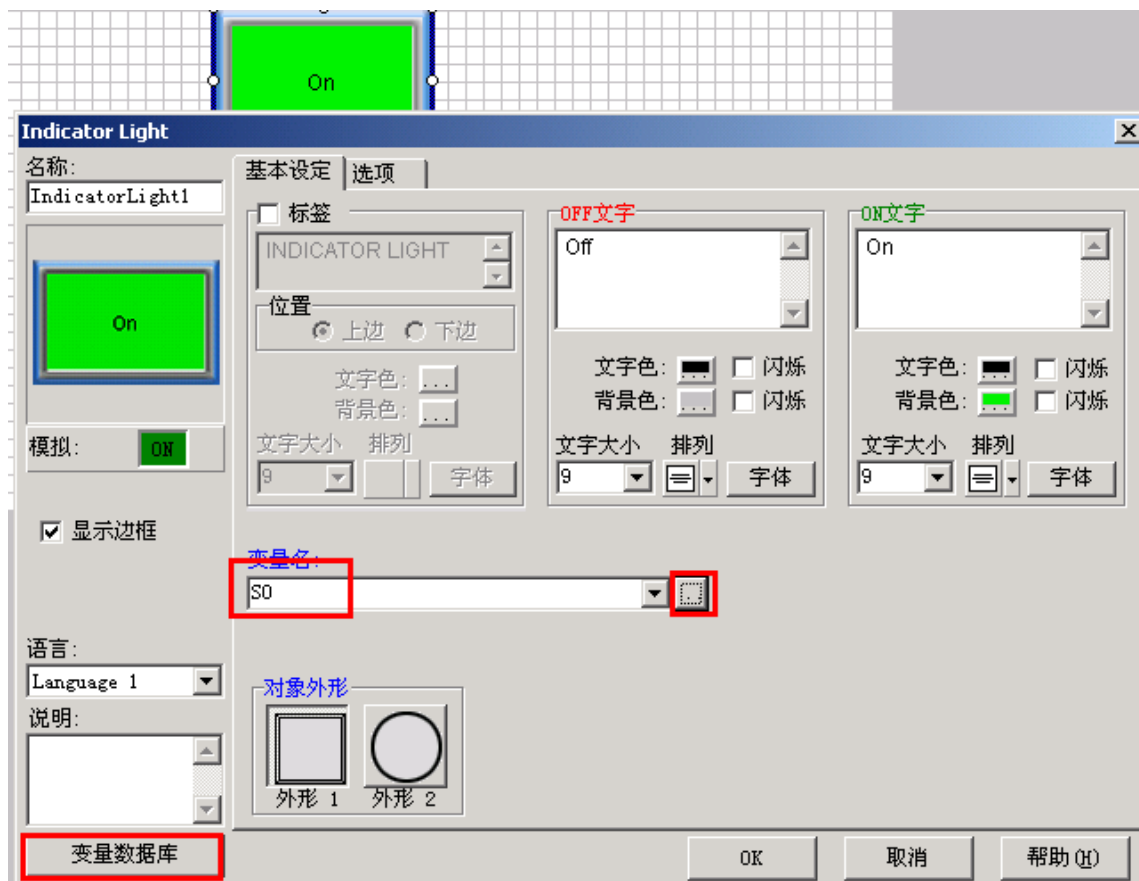 On
Indicator Light
名称:
IndicatorLight1
On
模拟: ON
显示边框
语言:
Language 1
说明:
变量数据库
基本设定 选项
标签
INDICATOR LIGHT
位置
上边 下边
文字色: ...
背景色: ...
文字大小 排列
9 字体
OFF文字
Off
文字色: ... 闪烁
背景色: ... 闪烁
文字大小 排列
9 字体
ON文字
On
文字色: ... 闪烁
背景色: ... 闪烁
文字大小 排列
9 字体
变量名:
S0
对象外形
外形 1 外形 2
OK 取消 帮助(H)